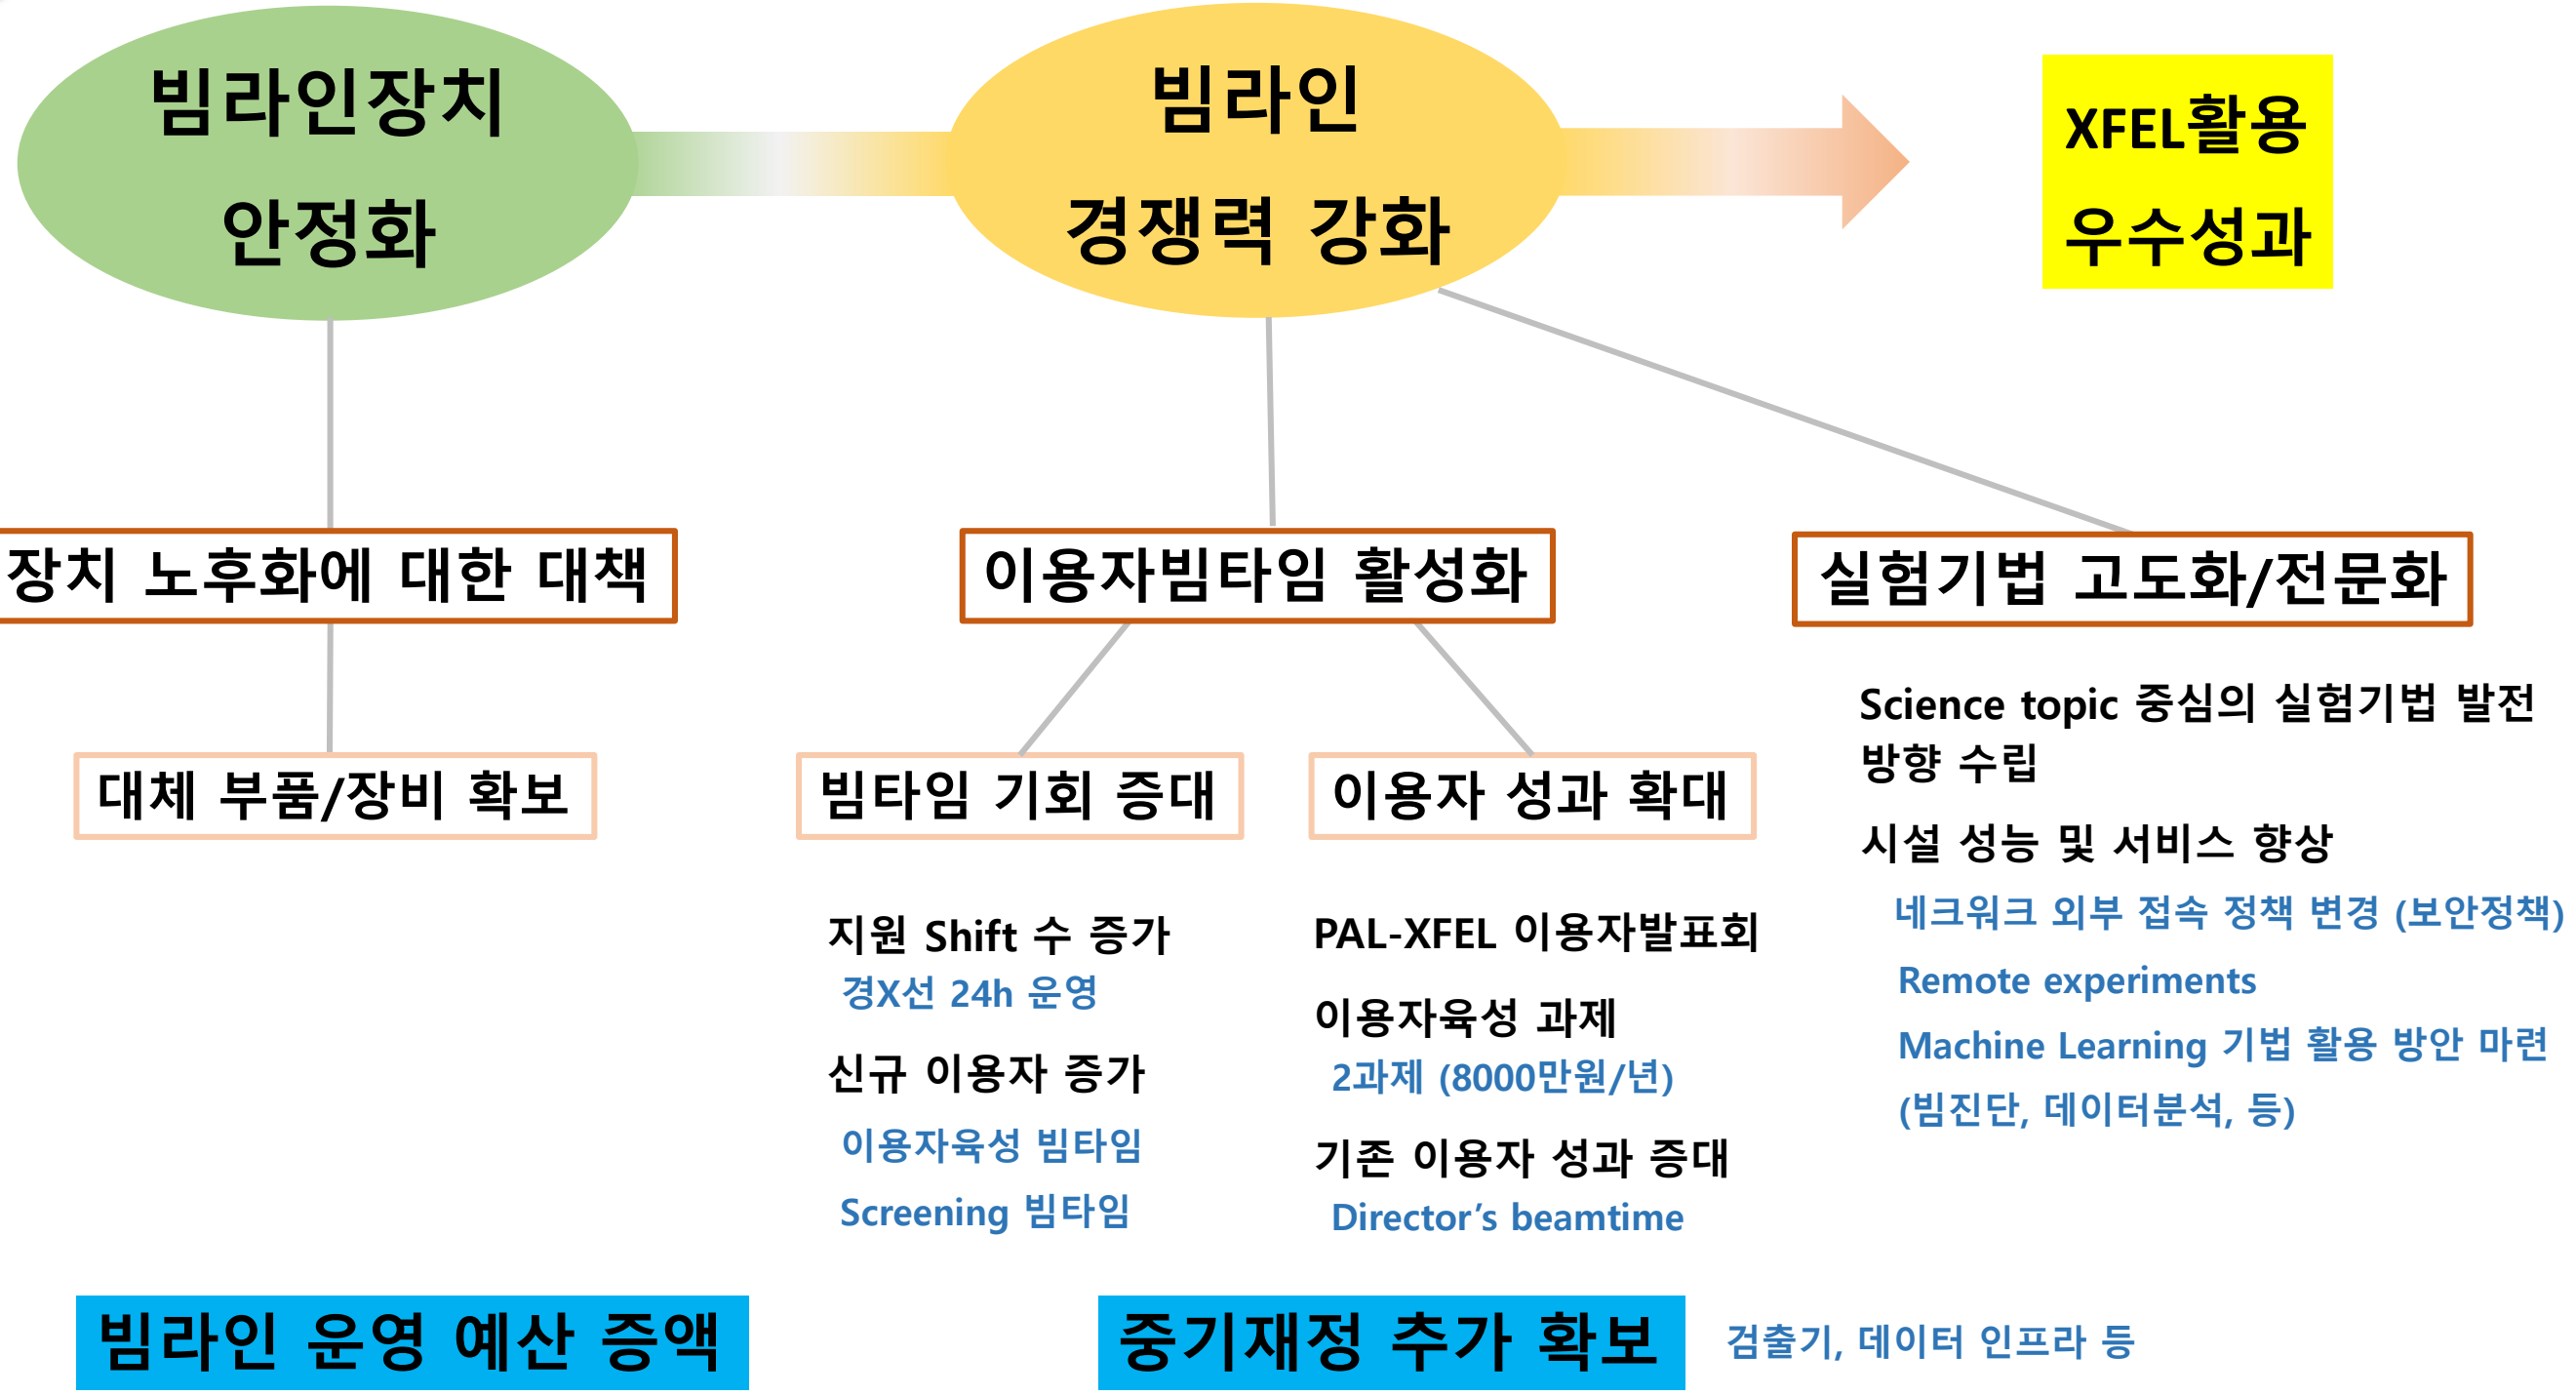 빔라인장치
안정화
빔라인
경쟁력 강화
XFEL활용
우수성과
장치 노후화에 대한 대책
이용자빔타임 활성화
실험기법 고도화/전문화
대체 부품/장비 확보
빔타임 기회 증대
이용자 성과 확대
지원 Shift 수 증가
경X선 24h 운영
신규 이용자 증가
이용자육성 빔타임
Screening 빔타임
PAL-XFEL 이용자발표회
이용자육성 과제
2과제 (8000만원/년)
기존 이용자 성과 증대
Director’s beamtime
Science topic 중심의 실험기법 발전
방향 수립
시설 성능 및 서비스 향상
네크워크 외부 접속 정책 변경 (보안정책)
Remote experiments
Machine Learning 기법 활용 방안 마련
(빔진단, 데이터분석, 등)
빔라인 운영 예산 증액
중기재정 추가 확보
검출기, 데이터 인프라 등